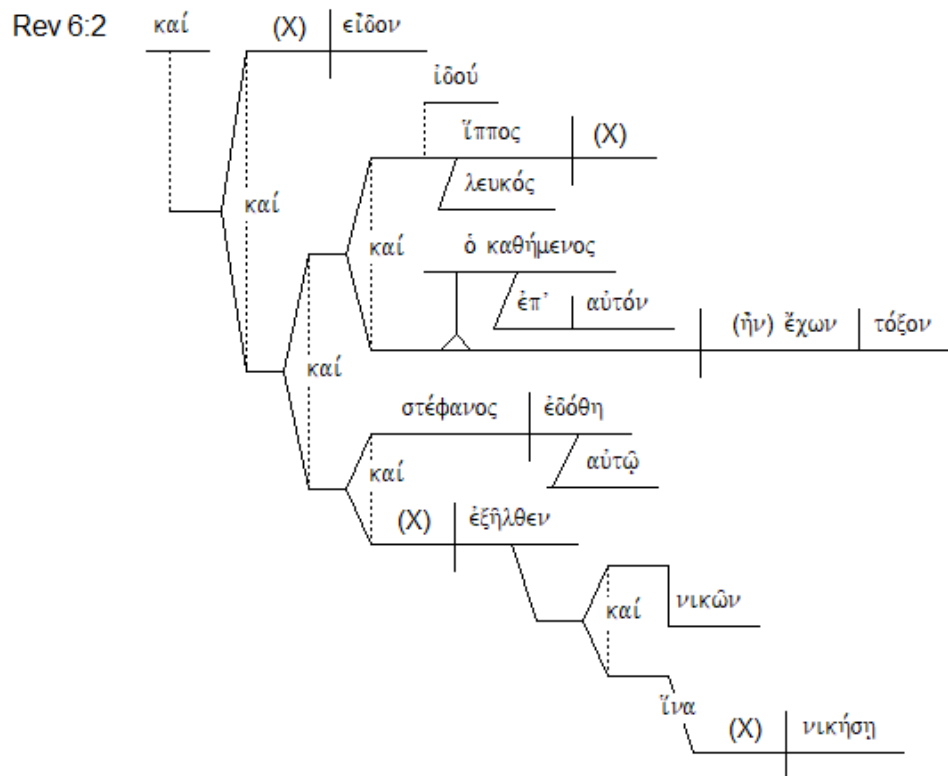 Rev 6:2 καί (X) εἶδον
ἰδού
ἵππος (X)
λευκός
καί
καί
ὁ καθήμενος
ἐπ’ αὐτόν
(ἦν) ἔχων τόξον
καί
στέφανος ἐδόθη
αὐτῷ
καί
(X) ἐξῆλθεν
νικῶν
καί
ἵνα
(X) νικήσῃ